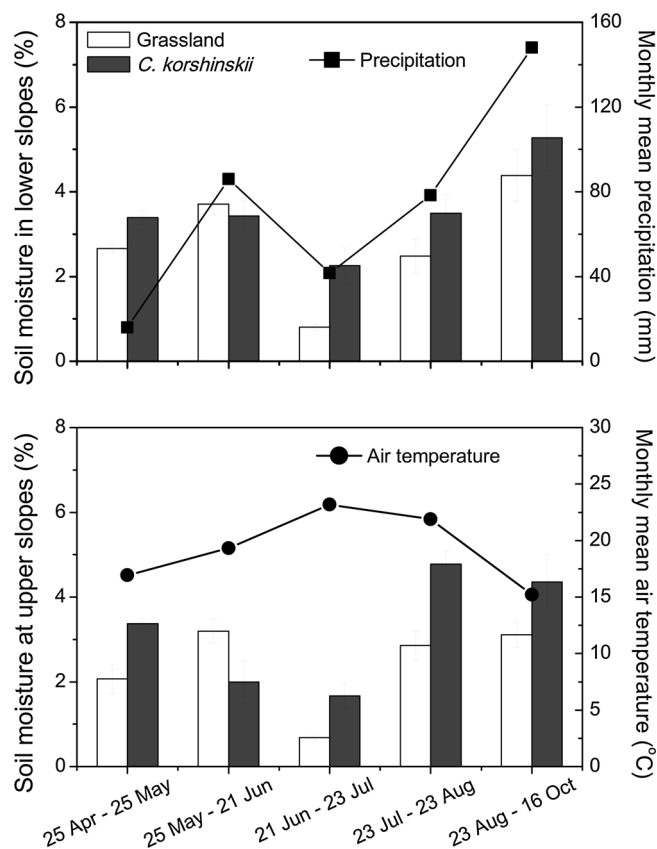 Soil moisture in lower slopes (%)
8
6
4
2
0
Grassland
C. korshinskii
Precipitation
160
120
80
40
0
Monthly mean precipitation (mm)
Soil moisture at upper slopes (%)
8
6
4
2
0
Air temperature
30
25
20
15
10
5
0
Monthly mean air temperature (°C)
25 Apr - 25 May
25 May - 21 Jun
21 Jun - 23 Jul
23 Jul - 23 Aug
23 Aug - 16 Oct